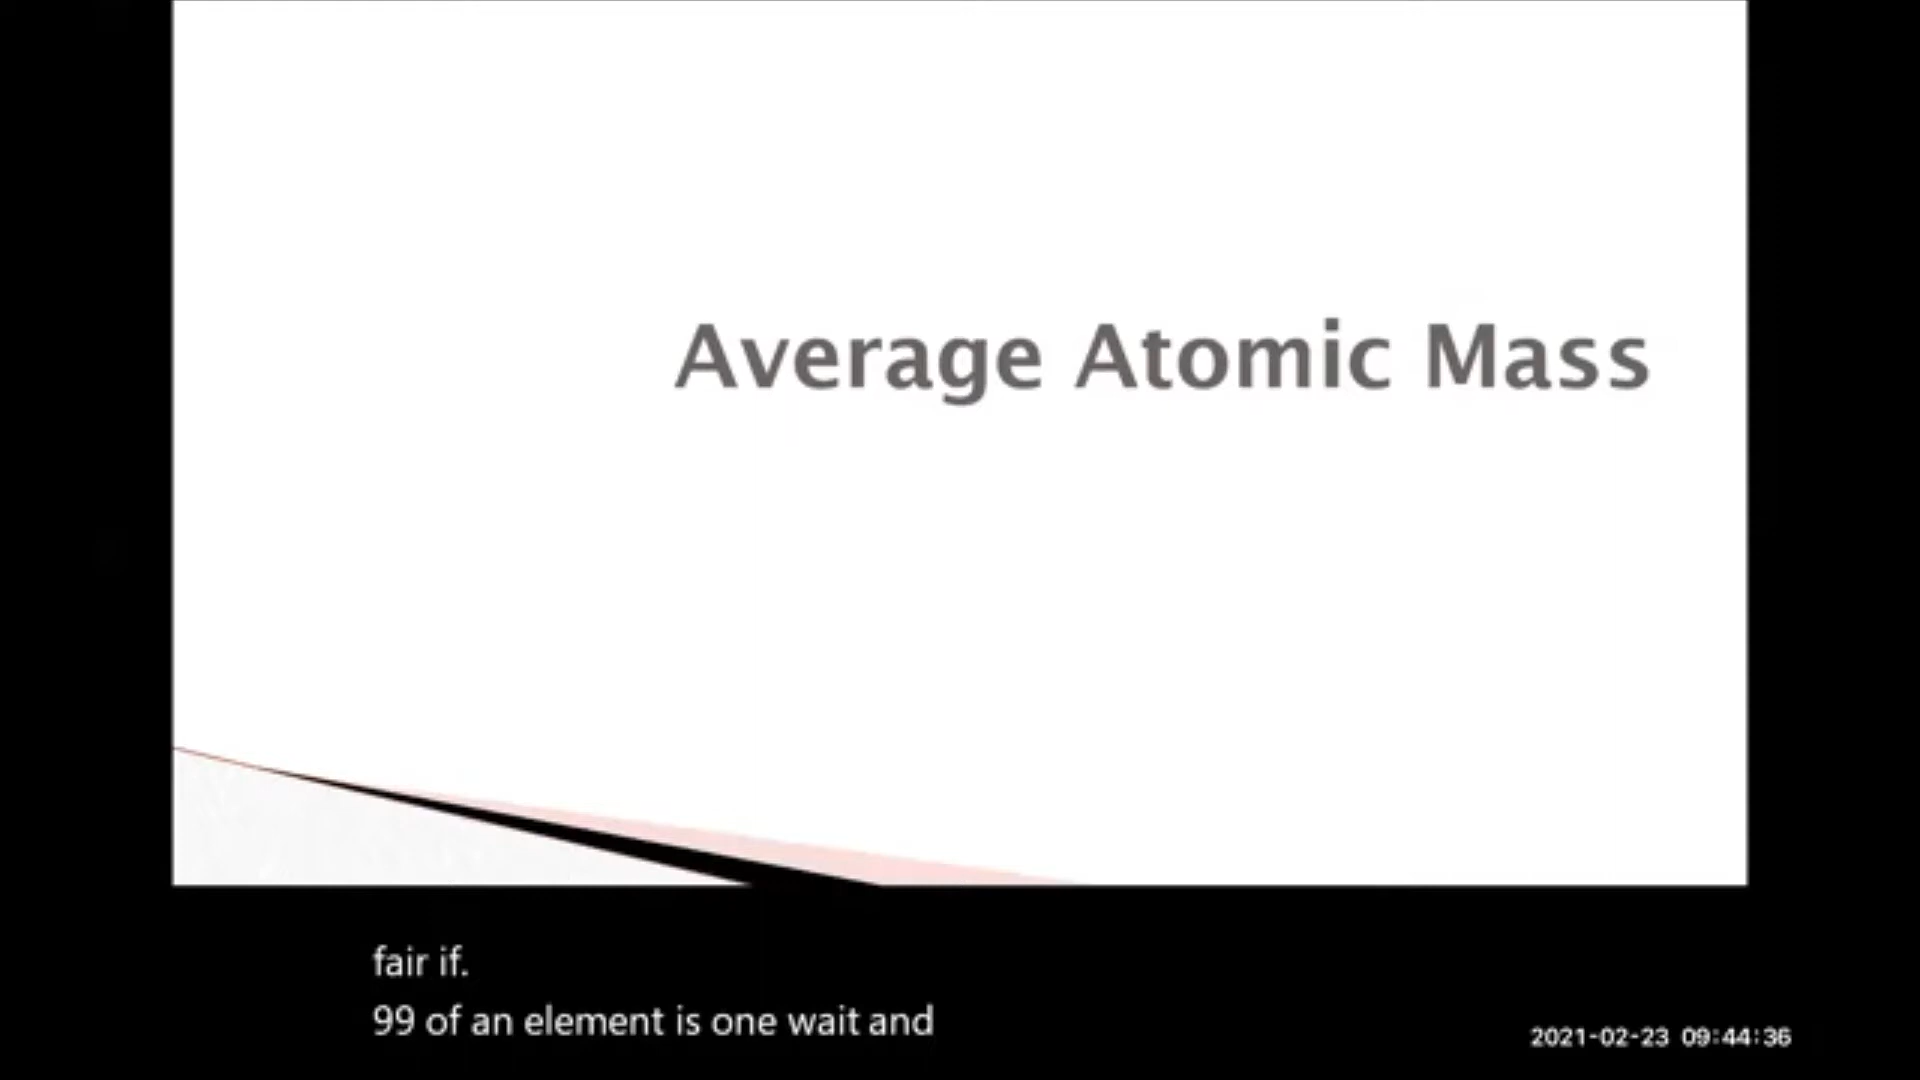 Average Atomic Mass
fair if.
99 of an element is one wait and
2021-02-23 09:44:36